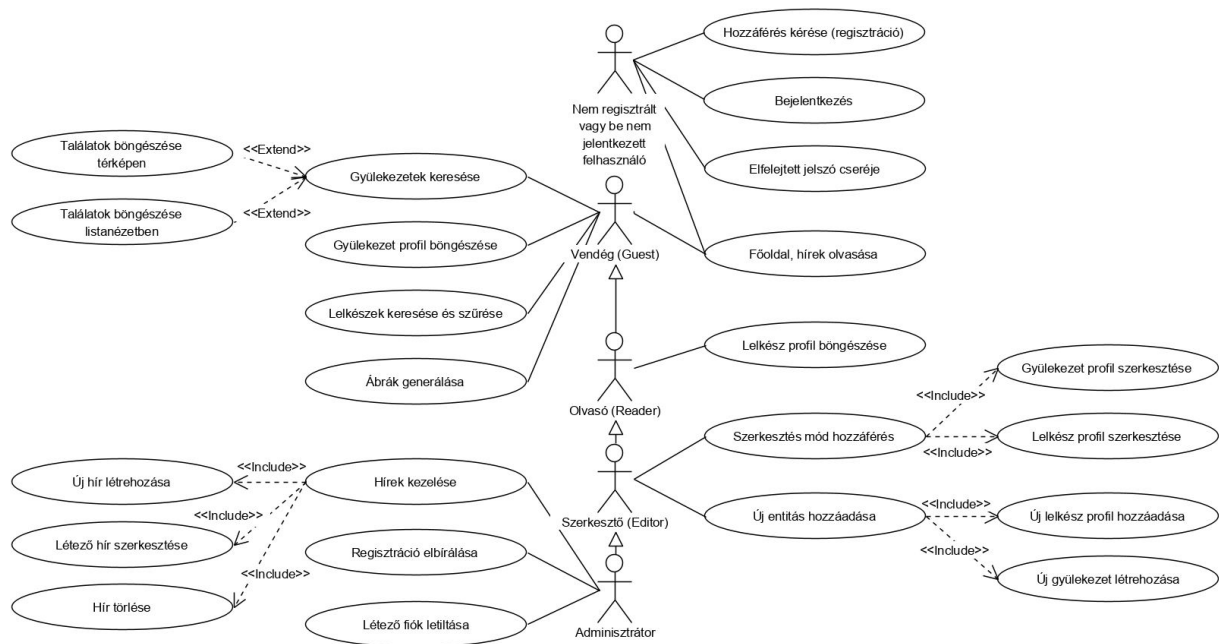 Hozzáférés kérése (regisztráció)
Bejelentkezés
Nem regisztrált
vagy be nem
jelentkezett
felhasználó
Elfelejtett jelszó cseréje
Találatok böngészése
térképen
<<Extend>>
Gyülekezetek keresése
Találatok böngészése
listanézetben
<<Extend>>
Gyülekezet profil böngészése
Vendég (Guest)
Főoldal, hírek olvasása
Lelkészek keresése és szűrése
Ábrák generálása
Lelkész profil böngészése
Olvasó (Reader)
Gyülekezet profil szerkesztése
<<Include>>
Szerkesztés mód hozzáférés
Lelkész profil szerkesztése
<<Include>>
Új hír létrehozása
<<Include>>
Hírek kezelése
Szerkesztő (Editor)
Új entitás hozzáadása
<<Include>>
Új lelkész profil hozzáadása
<<Include>>
Létező hír szerkesztése
Regisztráció elbírálása
<<Include>>
Új gyülekezet létrehozása
<<Include>>
Hír törlése
Létező fiók letiltása
Adminisztrátor